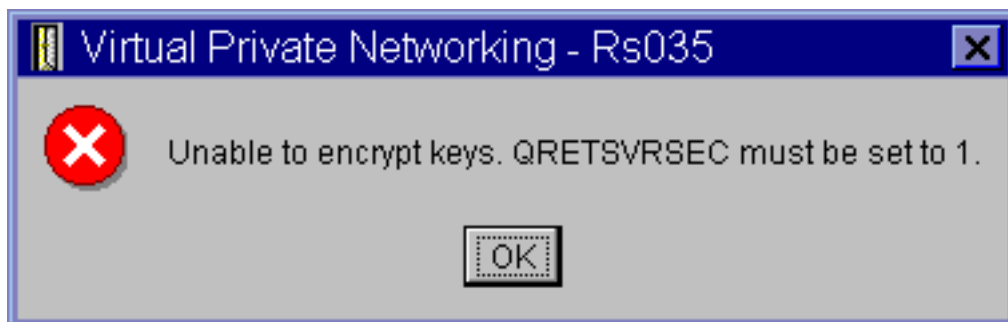 Virtual Private Networking - Rs035
Unable to encrypt keys. QRETSVRSEC must be set to 1.
OK